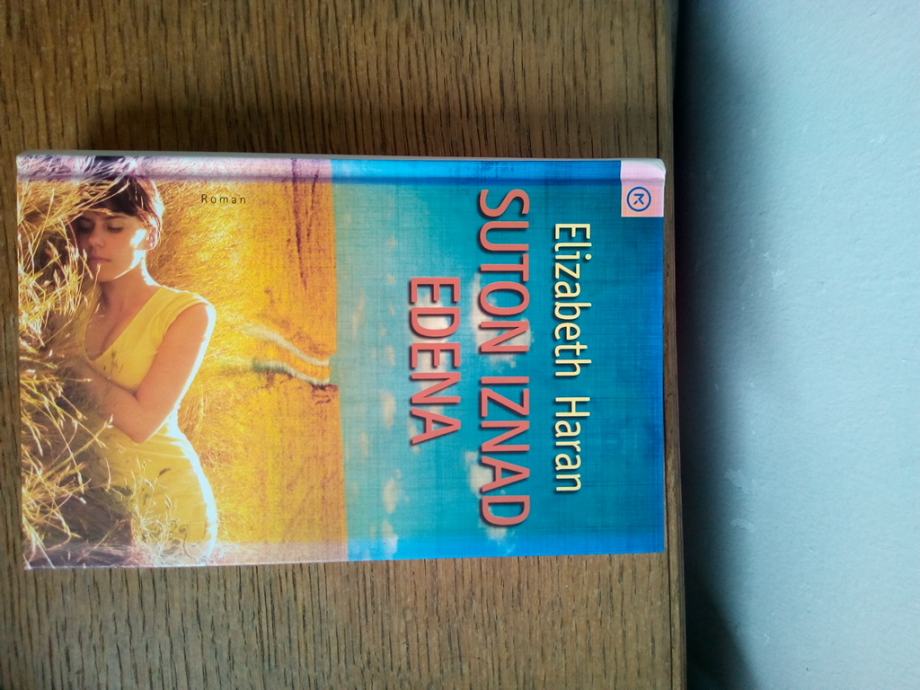 Elizabeth Haran
SUTON IZNAD
EDENA
Roman